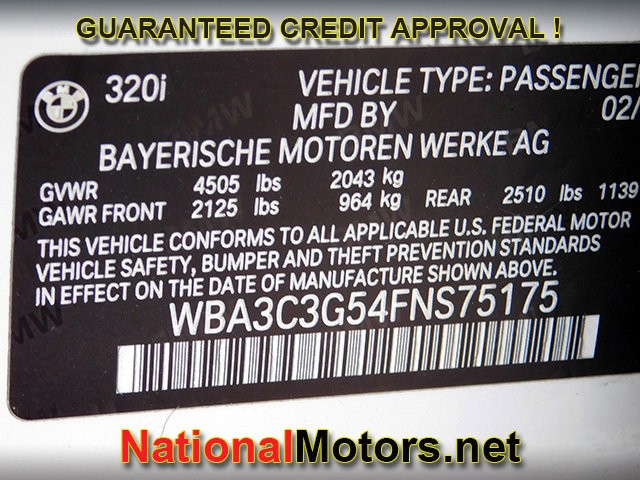 GUARANTEED CREDIT APPROVAL !
320i VEHICLE TYPE: PASSENGE
MFD BY 02/
BAYERISCHE MOTOREN WERKE AG
GVWR 4505 lbs 2043 kg
GAWR FRONT 2125 lbs 964 kg REAR 2510 lbs 1139
THIS VEHICLE CONFORMS TO ALL APPLICABLE U.S. FEDERAL MOTOR
VEHICLE SAFETY, BUMPER AND THEFT PREVENTION STANDARDS
IN EFFECT ON THE DATE OF MANUFACTURE SHOWN ABOVE.
WBA3C3G54FNS75175
NationalMotors.net